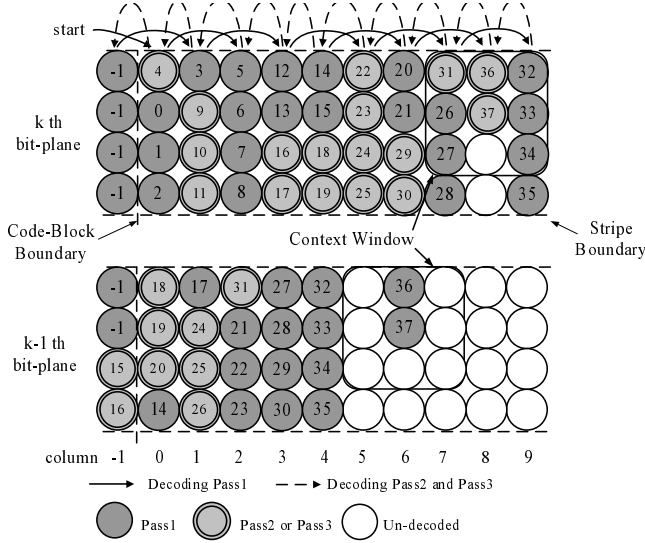 start
-1 4 3 5 12 14 22 20 31 36 32
-1 0 9 6 13 15 23 21 26 37 33
-1 1 10 7 16 18 24 29 27 34
-1 2 11 8 17 19 25 30 28 35
k th
bit-plane
Code-Block
Boundary
Context Window
Stripe
Boundary
-1 18 17 31 27 32 36
-1 19 24 21 28 33 37
15 20 25 22 29 34
16 14 26 23 30 35
k-1 th
bit-plane
column -1 0 1 2 3 4 5 6 7 8 9
Decoding Pass1 Decoding Pass2 and Pass3
Pass1 Pass2 or Pass3 Un-decoded